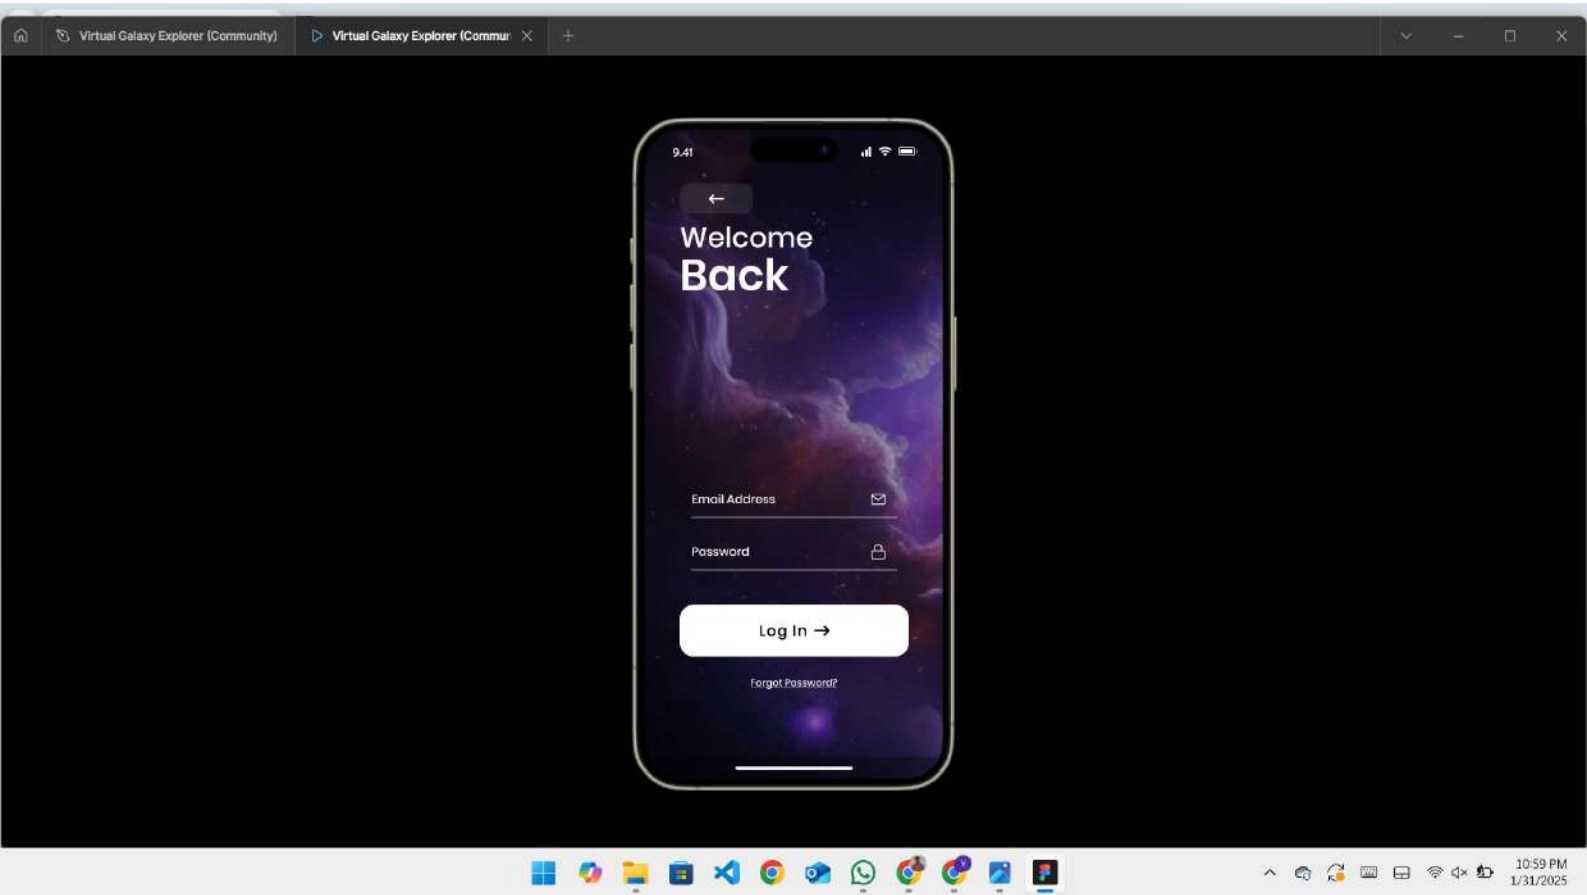 Virtual Galaxy Explorer (Community)
Virtual Galaxy Explorer (Commur
9.41
Welcome
Back
Email Address
Password
Log In →
Forgot Password?
10:59 PM
1/31/2025